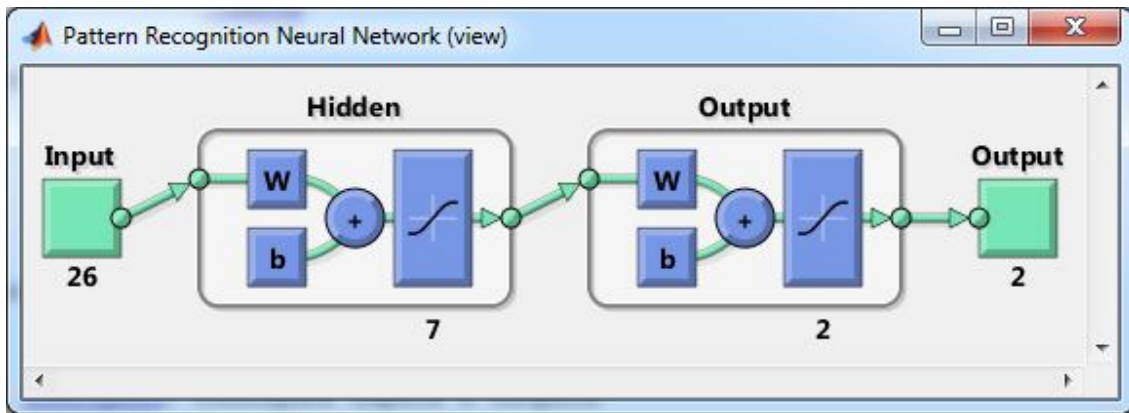 Pattern Recognition Neural Network (view)
Hidden
Output
Input
Output
W
+
W
+
b
b
26
2
7
2